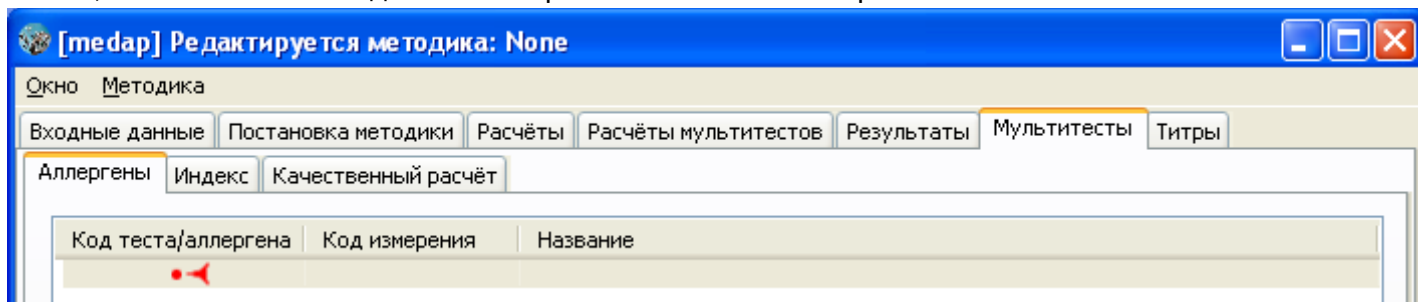 [medap] Редактируется методика: None
Окно Методика
Входные данные Постановка методики Расчёты Расчёты мультитестов Результаты Мультитесты Титры
Аллергены Индекс Качественный расчёт
Код теста/аллергена Код измерения Название